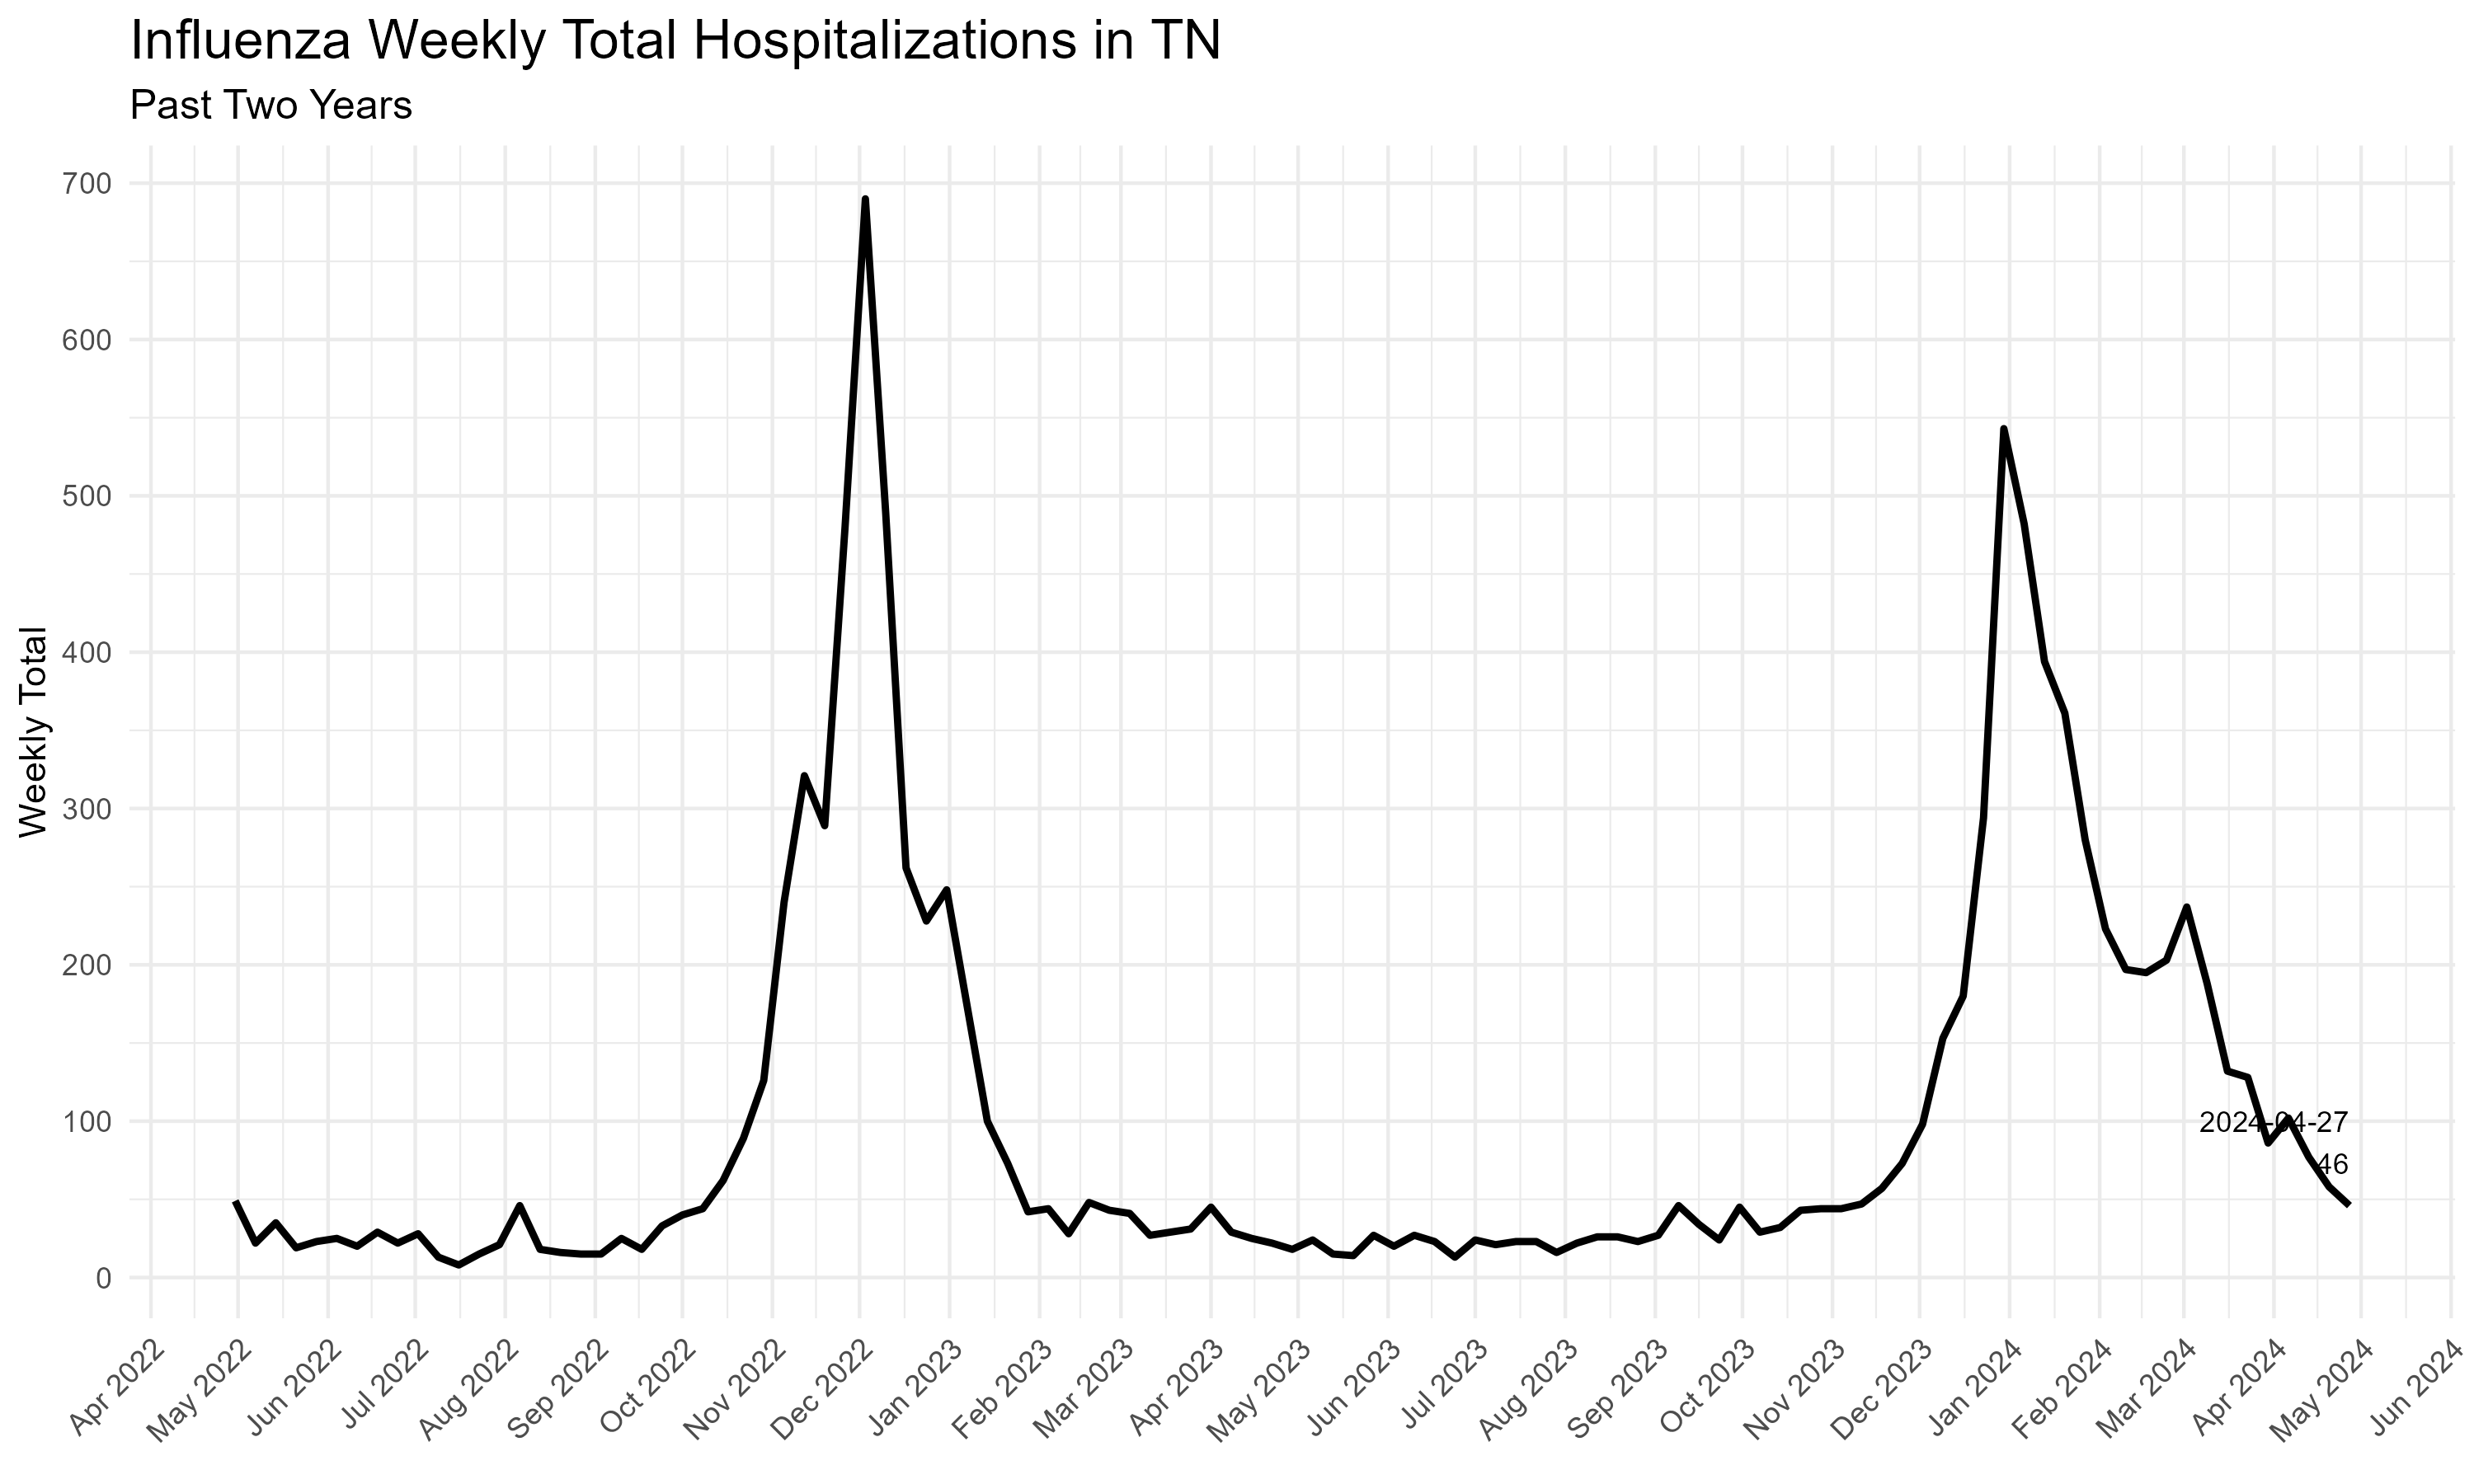 Influenza Weekly Total Hospitalizations in TN
Past Two Years
Weekly Total
700
600
500
400
300
200
100
0
2024-04-27
46
Apr 2022
May 2022
Jun 2022
Jul 2022
Aug 2022
Sep 2022
Oct 2022
Nov 2022
Dec 2022
Jan 2023
Feb 2023
Mar 2023
Apr 2023
May 2023
Jun 2023
Jul 2023
Aug 2023
Sep 2023
Oct 2023
Nov 2023
Dec 2023
Jan 2024
Feb 2024
Mar 2024
Apr 2024
May 2024
Jun 2024